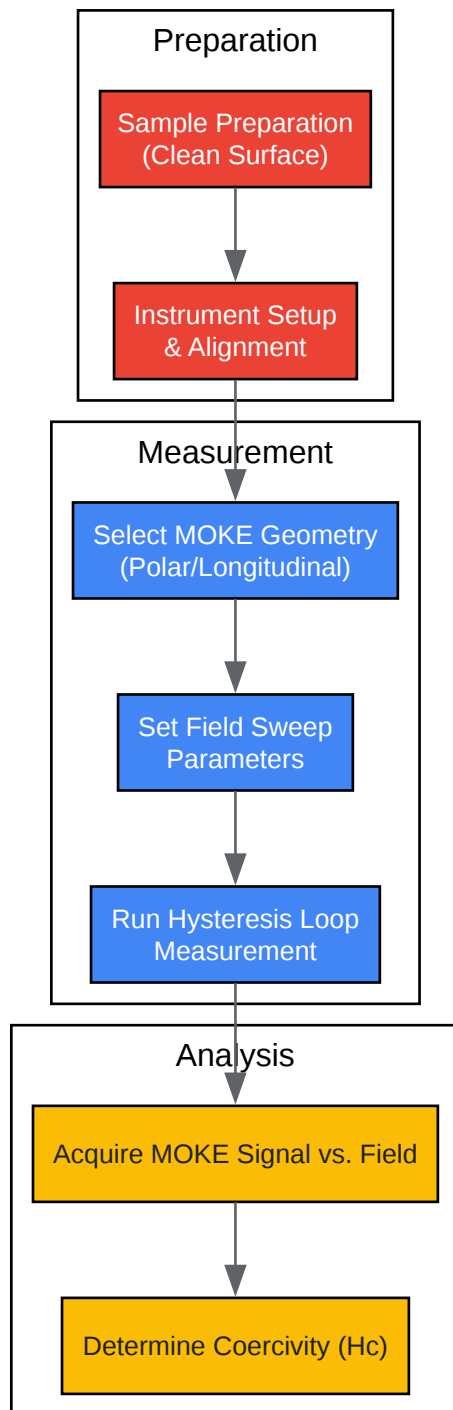 Preparation
Sample Preparation
(Clean Surface)
Instrument Setup
& Alignment
Measurement
Select MOKE Geometry
(Polar/Longitudinal)
Set Field Sweep
Parameters
Run Hysteresis Loop
Measurement
Analysis
Acquire MOKE Signal vs. Field
Determine Coercivity (Hc)